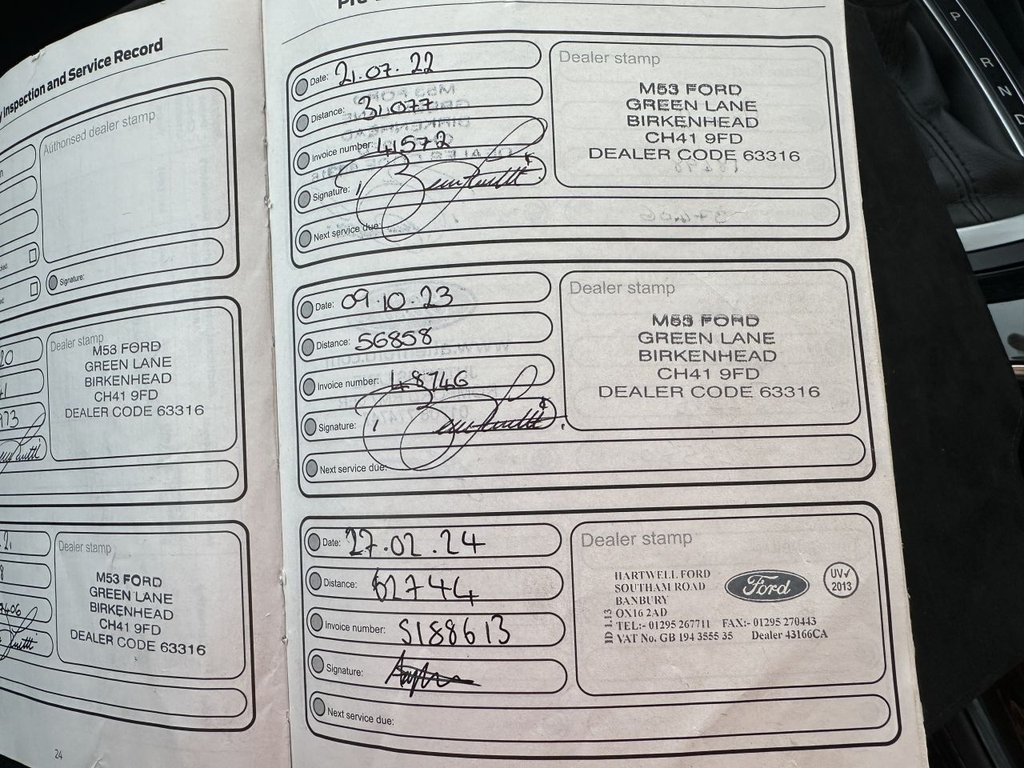 y Inspection and Service Record
Authorised dealer stamp
Signature:
Dealer stamp
M53 FORD
GREEN LANE
BIRKENHEAD
CH41 9FD
DEALER CODE 63316
Dealer stamp
M53 FORD
GREEN LANE
BIRKENHEAD
CH41 9FD
DEALER CODE 63316
24
Date: 21.07.22
Distance: 31,077
Invoice number: 41572
Signature:
Next service due:
Dealer stamp
M53 FORD
GREEN LANE
BIRKENHEAD
CH41 9FD
DEALER CODE 63316
Date: 09.10.23
Distance: 56858
Invoice number: 48746
Signature:
Next service due:
Dealer stamp
M53 FORD
GREEN LANE
BIRKENHEAD
CH41 9FD
DEALER CODE 63316
Date: 27.02.24
Distance: 62744
Invoice number: S188613
Signature:
Next service due:
Dealer stamp
HARTWELL FORD
SOUTHAM ROAD
BANBURY
OX16 2AD
TEL:- 01295 267711 FAX:- 01295 270443
VAT No. GB 194 3555 35 Dealer 43166CA
ID 1.13
Ford
UV✓
2013
P
R
N
D